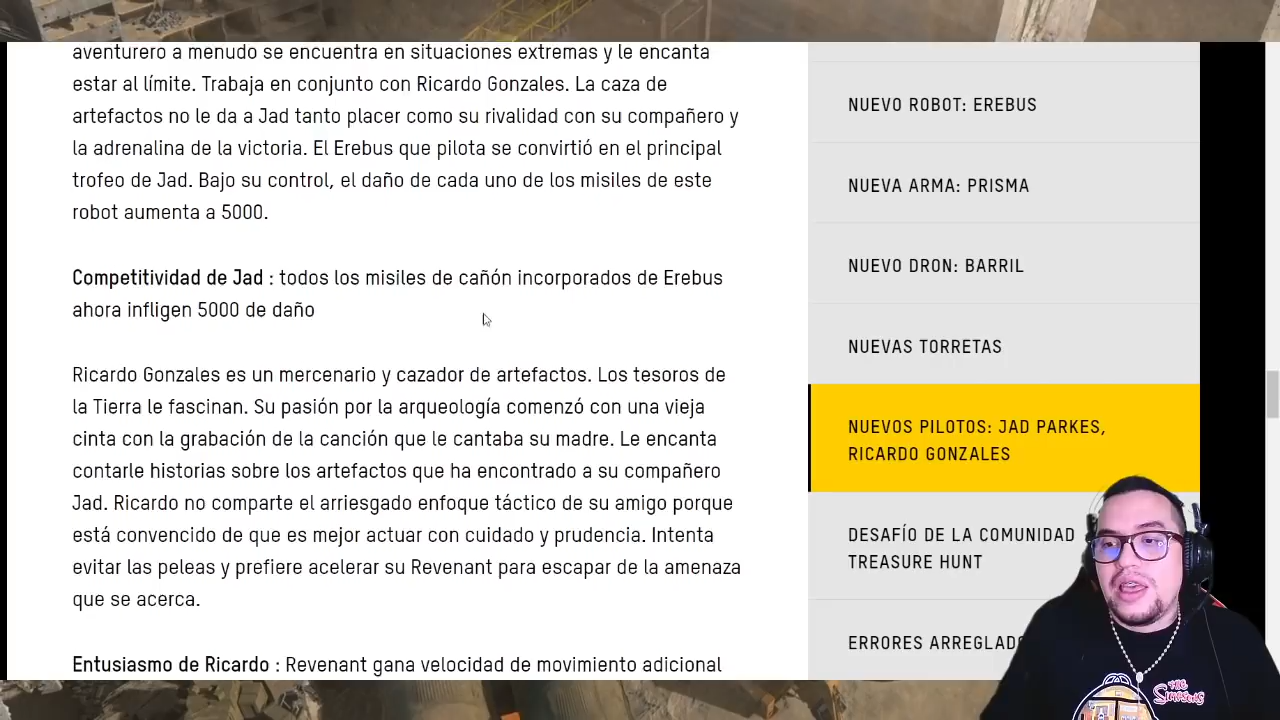 aventurero a menudo se encuentra en situaciones extremas y le encanta
estar al límite. Trabaja en conjunto con Ricardo Gonzales. La caza de
artefactos no le da a Jad tanto placer como su rivalidad con su compañero y
la adrenalina de la victoria. El Erebus que pilota se convirtió en el principal
trofeo de Jad. Bajo su control, el daño de cada uno de los misiles de este
robot aumenta a 5000.
Competitividad de Jad : todos los misiles de cañón incorporados de Erebus
ahora infligen 5000 de daño
Ricardo Gonzales es un mercenario y cazador de artefactos. Los tesoros de
la Tierra le fascinan. Su pasión por la arqueología comenzó con una vieja
cinta con la grabación de la canción que le cantaba su madre. Le encanta
contarle historias sobre los artefactos que ha encontrado a su compañero
Jad. Ricardo no comparte el arriesgado enfoque táctico de su amigo porque
está convencido de que es mejor actuar con cuidado y prudencia. Intenta
evitar las peleas y prefiere acelerar su Revenant para escapar de la amenaza
que se acerca.
Entusiasmo de Ricardo : Revenant gana velocidad de movimiento adicional
NUEVO ROBOT: EREBUS
NUEVA ARMA: PRISMA
NUEVO DRON: BARRIL
NUEVAS TORRETAS
NUEVOS PILOTOS: JAD PARKES,
RICARDO GONZALES
DESAFÍO DE LA COMUNIDAD
TREASURE HUNT
ERRORES
THE
SIMPSONS